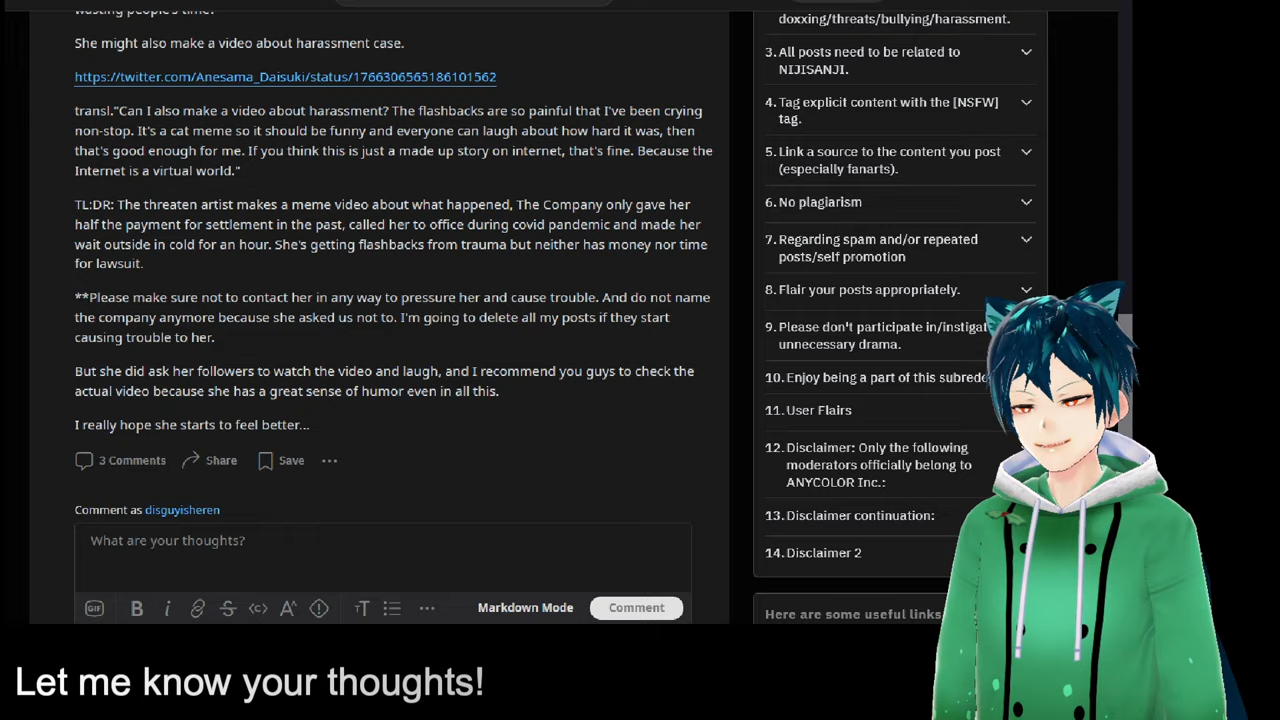 wasting people's time?
She might also make a video about harassment case.
https://twitter.com/Anesama_Daisuki/status/1766306565186101562
transl."Can I also make a video about harassment? The flashbacks are so painful that I've been crying
non-stop. It's a cat meme so it should be funny and everyone can laugh about how hard it was, then
that's good enough for me. If you think this is just a made up story on internet, that's fine. Because the
Internet is a virtual world."
TL:DR: The threaten artist makes a meme video about what happened, The Company only gave her
half the payment for settlement in the past, called her to office during covid pandemic and made her
wait outside in cold for an hour. She's getting flashbacks from trauma but neither has money nor time
for lawsuit.
**Please make sure not to contact her in any way to pressure her and cause trouble. And do not name
the company anymore because she asked us not to. I'm going to delete all my posts if they start
causing trouble to her.
But she did ask her followers to watch the video and laugh, and I recommend you guys to check the
actual video because she has a great sense of humor even in all this.
I really hope she starts to feel better...
3 Comments Share Save
Comment as disguyisheren
What are your thoughts?
GIF B i Markdown Mode Comment
doxxing/threats/bullying/harassment.
3. All posts need to be related to
NIJISANJI.
4. Tag explicit content with the [NSFW]
tag.
5. Link a source to the content you post
(especially fanarts).
6. No plagiarism
7. Regarding spam and/or repeated
posts/self promotion
8. Flair your posts appropriately.
9. Please don't participate in/instigat
unnecessary drama.
10. Enjoy being a part of this subrede
11. User Flairs
12. Disclaimer: Only the following
moderators officially belong to
ANYCOLOR Inc.:
13. Disclaimer continuation:
14. Disclaimer 2
Here are some useful links
Let me know your thoughts!